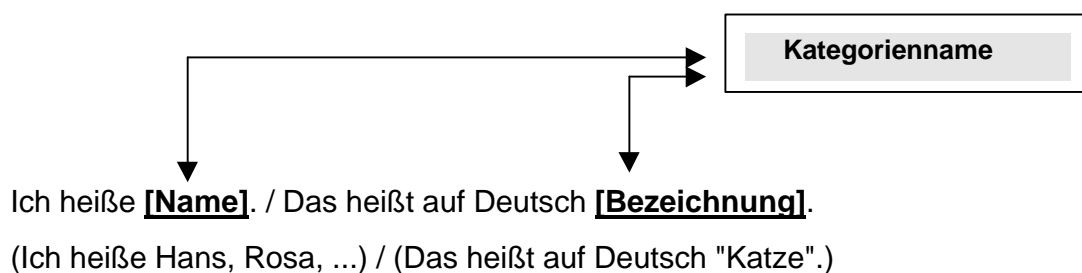 Kategorienname
Ich heiße [Name]. / Das heißt auf Deutsch [Bezeichnung].
(Ich heiße Hans, Rosa, ...) / (Das heißt auf Deutsch "Katze".)